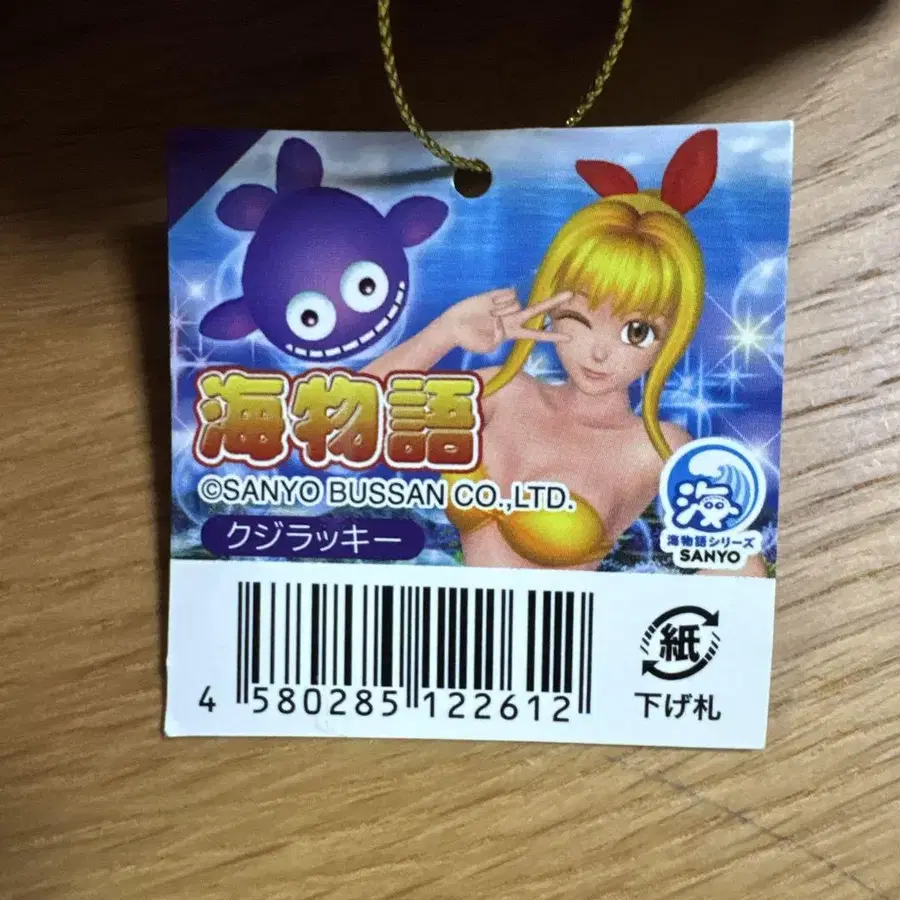 海物語
©SANYO BUSSAN CO.,LTD.
クジラッキー
海
海物語シリーズ
SANYO
4 580285 122612
紙
下げ札